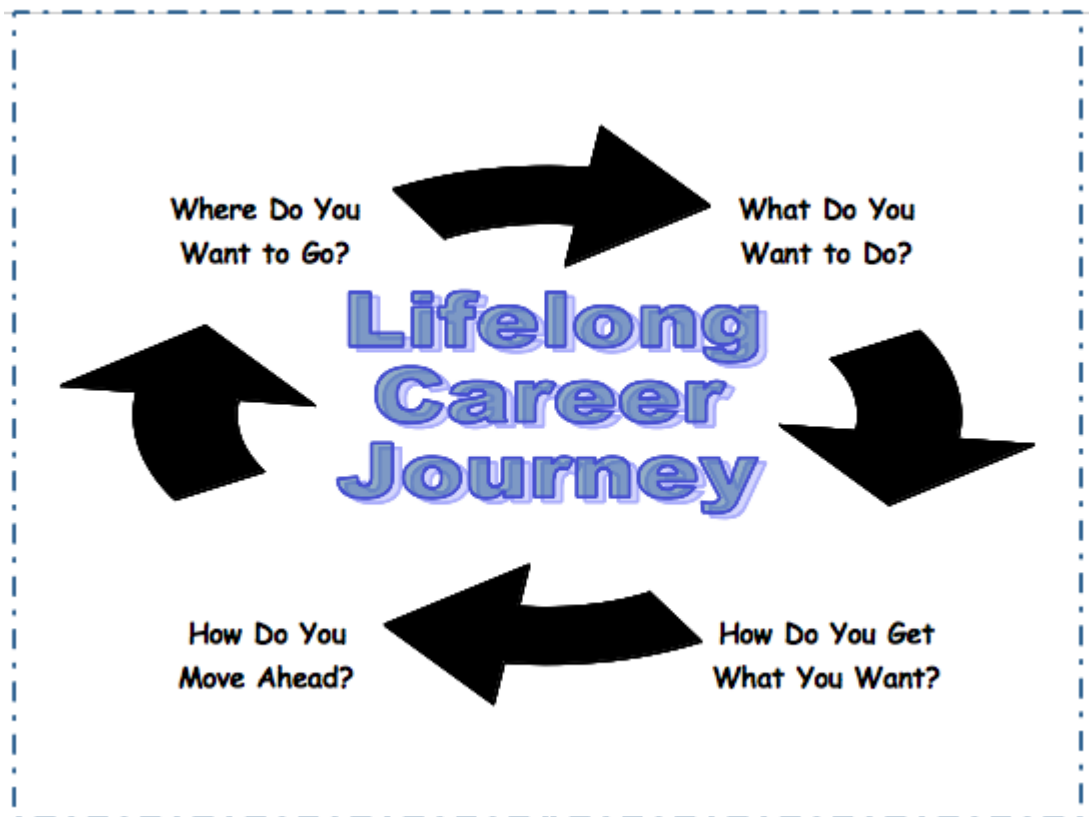 Where Do You
Want to Go?
What Do You
Want to Do?
Lifelong
Career
Journey
How Do You
Move Ahead?
How Do You Get
What You Want?